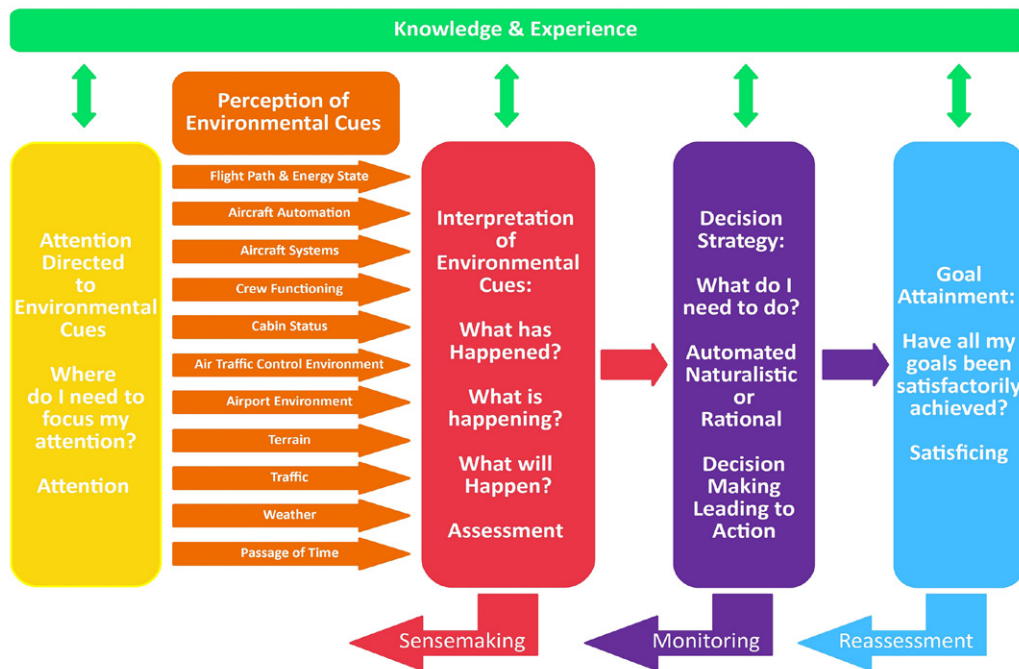 Knowledge & Experience
Perception of
Environmental Cues
Attention
Directed
to
Environmental
Cues
Where
do I need to
focus my
attention?
Attention
Flight Path & Energy State
Aircraft Automation
Aircraft Systems
Crew Functioning
Cabin Status
Air Traffic Control Environment
Airport Environment
Terrain
Traffic
Weather
Passage of Time
Interpretation
of
Environmental
Cues:
What has
Happened?
What is
happening?
What will
Happen?
Assessment
Decision
Strategy:
What do I
need to do?
Automated
Naturalistic
or
Rational
Decision
Making
Leading to
Action
Goal
Attainment:
Have all my
goals been
satisfactorily
achieved?
Satisficing
Sensemaking
Monitoring
Reassessment